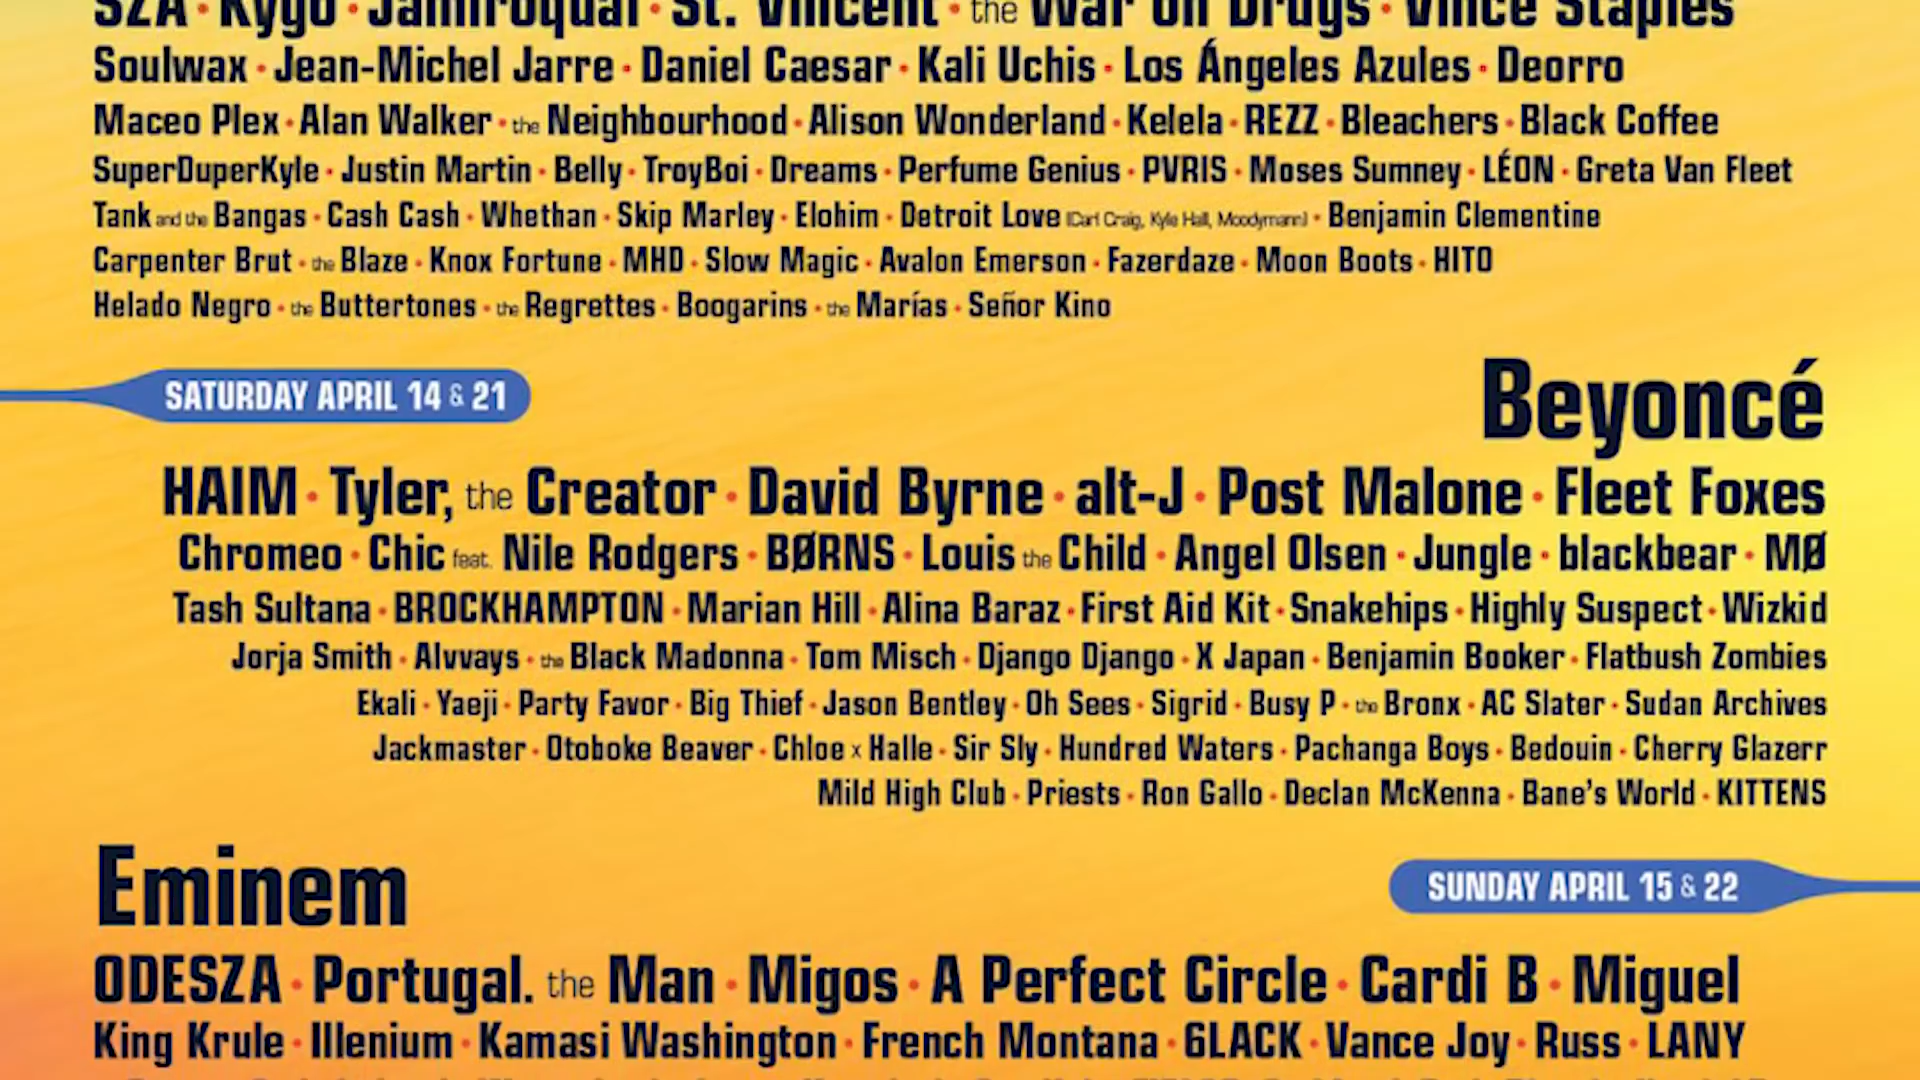 SZA · Kygo · Jamiroquai · St. Vincent · the War on Drugs · Vince Staples
Soulwax · Jean-Michel Jarre · Daniel Caesar · Kali Uchis · Los Ángeles Azules · Deorro
Maceo Plex · Alan Walker · the Neighbourhood · Alison Wonderland · Kelela · REZZ · Bleachers · Black Coffee
SuperDuperKyle · Justin Martin · Belly · TroyBoi · Dreams · Perfume Genius · PVRIS · Moses Sumney · LÉON · Greta Van Fleet
Tank and the Bangas · Cash Cash · Whethan · Skip Marley · Elohim · Detroit Love (Carl Craig, Kyle Hall, Moodymann) · Benjamin Clementine
Carpenter Brut · the Blaze · Knox Fortune · MHD · Slow Magic · Avalon Emerson · Fazerdaze · Moon Boots · HITO
Helado Negro · the Buttertones · the Regrettes · Boogarins · the Marías · Señor Kino
SATURDAY APRIL 14 & 21
Beyoncé
HAIM · Tyler, the Creator · David Byrne · alt-J · Post Malone · Fleet Foxes
Chromeo · Chic feat. Nile Rodgers · BØRNS · Louis the Child · Angel Olsen · Jungle · blackbear · MØ
Tash Sultana · BROCKHAMPTON · Marian Hill · Alina Baraz · First Aid Kit · Snakehips · Highly Suspect · Wizkid
Jorja Smith · Alvvays · the Black Madonna · Tom Misch · Django Django · X Japan · Benjamin Booker · Flatbush Zombies
Ekali · Yaeji · Party Favor · Big Thief · Jason Bentley · Oh Sees · Sigrid · Busy P · the Bronx · AC Slater · Sudan Archives
Jackmaster · Otoboke Beaver · Chloe x Halle · Sir Sly · Hundred Waters · Pachanga Boys · Bedouin · Cherry Glazerr
Mild High Club · Priests · Ron Gallo · Declan McKenna · Bane's World · KITTENS
Eminem
SUNDAY APRIL 15 & 22
ODESZA · Portugal. the Man · Migos · A Perfect Circle · Cardi B · Miguel
King Krule · Illenium · Kamasi Washington · French Montana · 6LACK · Vance Joy · Russ · LANY